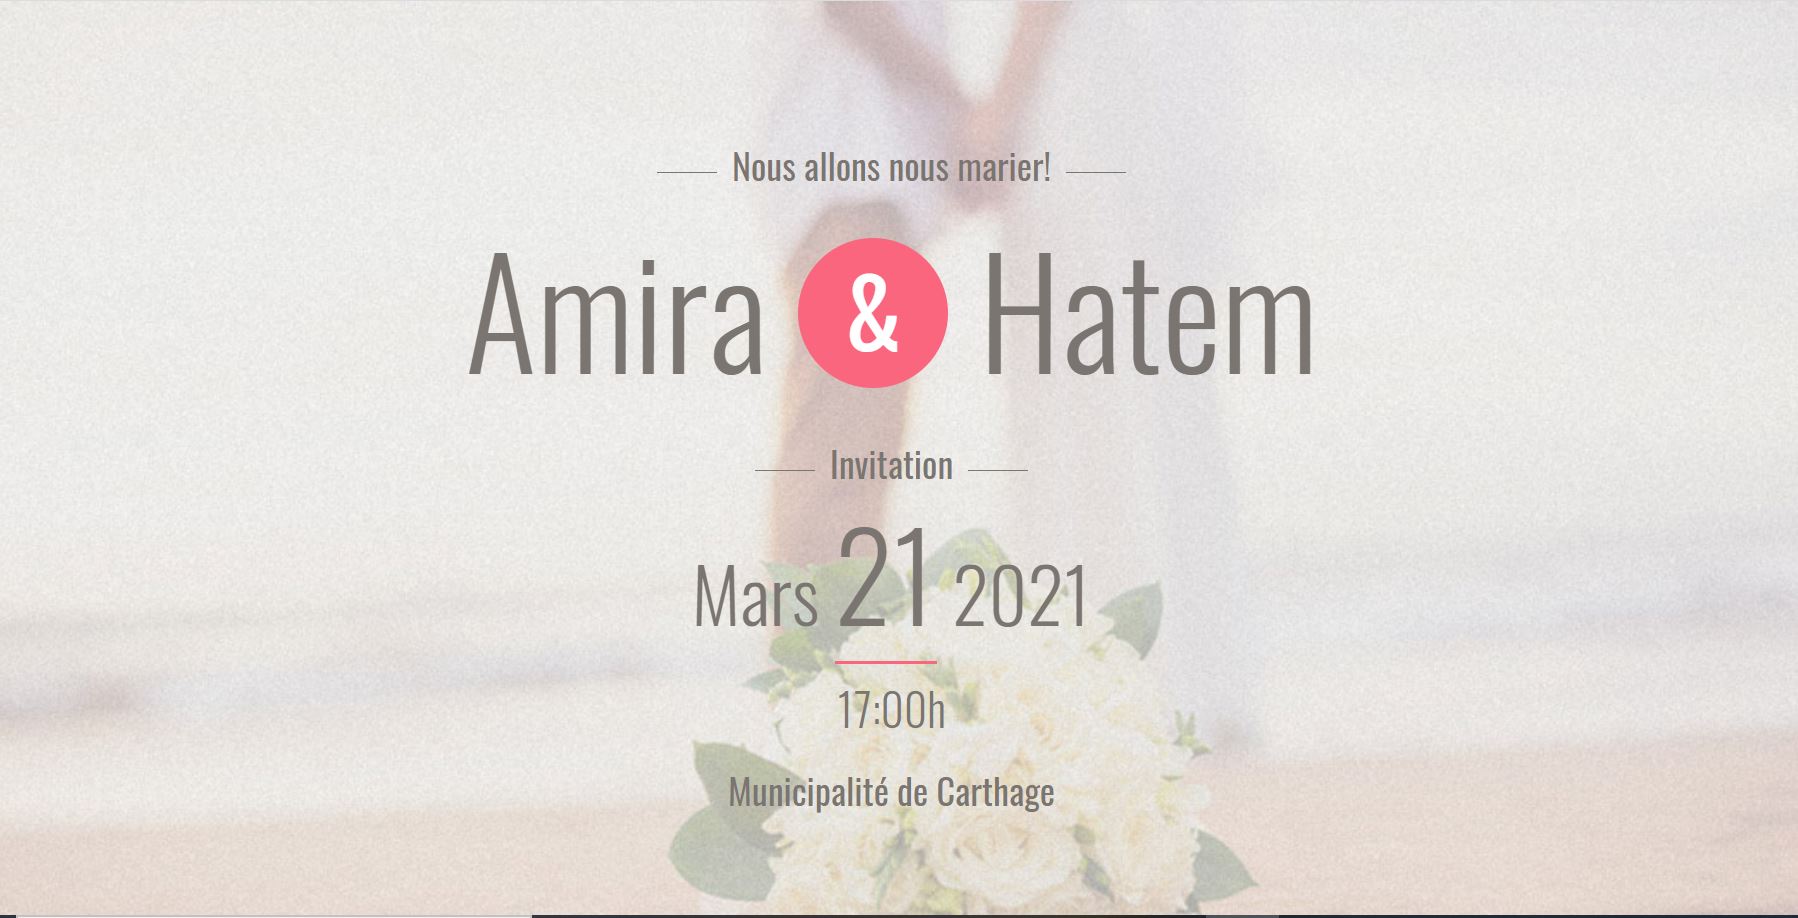 Nous allons nous marier!
Amira & Hatem
Invitation
Mars 21 2021
17:00h
Municipalité de Carthage